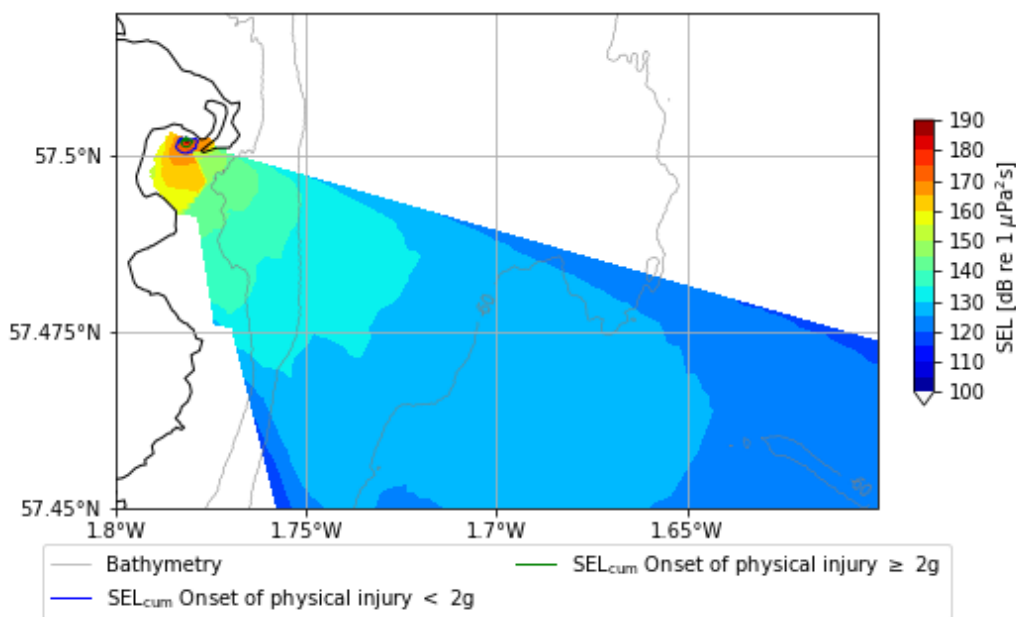 190
180
170
160
150
140
130
120
110
100
SEL [dB re 1 μPa²s]
57.5°N
57.475°N
57.45°N
60
60
1.8°W
1.75°W
1.7°W
1.65°W
Bathymetry
SELcum Onset of physical injury < 2g
SELcum Onset of physical injury ≥ 2g